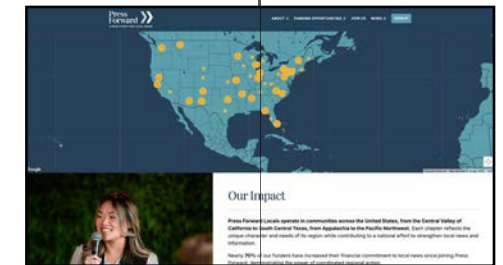 Press
Forward
ABOUT
FUNDING OPPORTUNITIES
JOIN US
NEWS
DONATE
Google
Our Impact
Press Forward Locals operate in communities across the United States, from the Central Valley of
California to South Central Texas, from Appalachia to the Pacific Northwest. Each chapter reflects the
unique character and needs of its region while contributing to a national effort to strengthen local news and
information.
Nearly 70% of our funders have increased their financial commitment to local news since joining Press
Forward, demonstrating the power of coordinated regional action.